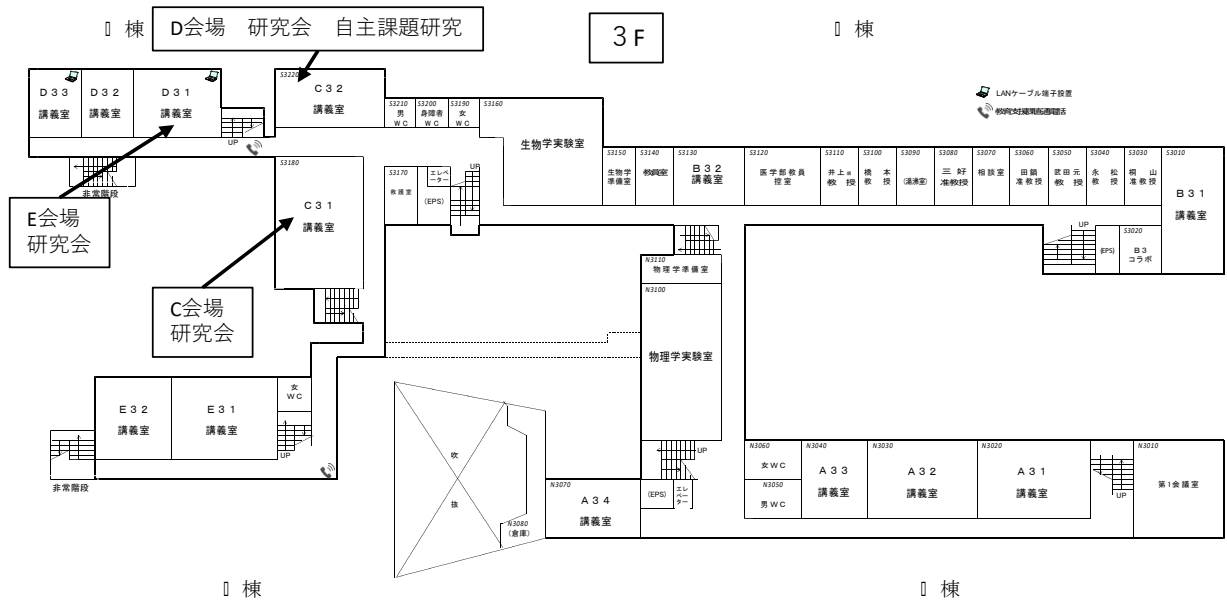 棟
D会場 研究会 自主課題研究
3F
棟
LANケーブル端子設置
D33
講義室
D32
講義室
D31
講義室
UP
非常階段
S3220
C32
講義室
S3210
男
WC
S3200
身障者
WC
S3190
女
WC
S3160
生物学実験室
S3150
生物学
準備室
S3140
教員室
S3130
B32
講義室
S3120
医学部教員
控室
S3110
井上
教授
S3100
橋本
教授
S3090
(湯沸室)
S3080
三好
准教授
S3070
相談室
S3060
田鍋
准教授
S3050
武田元
教授
S3040
永松
教授
S3030
桐山
准教授
S3010
B31
講義室
UP
(EPS)
S3020
B3
コラボ
S3180
C31
講義室
S3170
救護室
エレベーター
(EPS)
UP
E会場
研究会
C会場
研究会
N3110
物理学準備室
N3100
物理学実験室
E32
講義室
E31
講義室
女
WC
UP
非常階段
吹
抜
N3080
(倉庫)
N3070
A34
講義室
(EPS)
エレベーター
UP
N3060
女WC
N3050
男WC
N3040
A33
講義室
N3030
A32
講義室
N3020
A31
講義室
UP
N3010
第1会議室
棟
棟